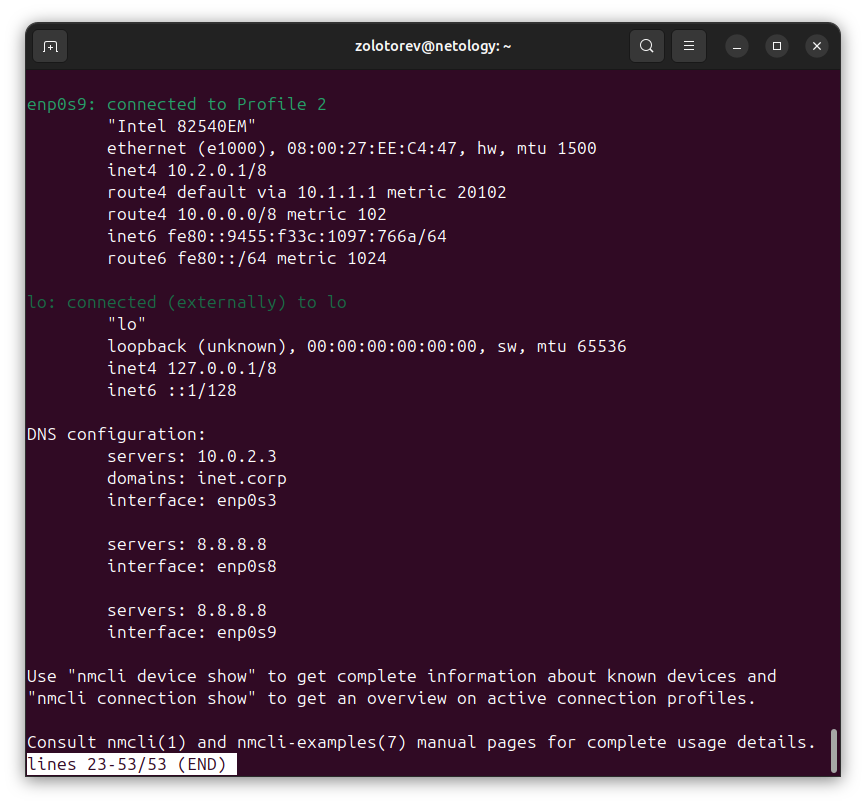 zolotorev@netology: ~
enp0s9: connected to Profile 2
"Intel 82540EM"
ethernet (e1000), 08:00:27:EE:C4:47, hw, mtu 1500
inet4 10.2.0.1/8
route4 default via 10.1.1.1 metric 20102
route4 10.0.0.0/8 metric 102
inet6 fe80::9455:f33c:1097:766a/64
route6 fe80::/64 metric 1024
lo: connected (externally) to lo
"lo"
loopback (unknown), 00:00:00:00:00:00, sw, mtu 65536
inet4 127.0.0.1/8
inet6 ::1/128
DNS configuration:
servers: 10.0.2.3
domains: inet.corp
interface: enp0s3
servers: 8.8.8.8
interface: enp0s8
servers: 8.8.8.8
interface: enp0s9
Use "nmcli device show" to get complete information about known devices and
"nmcli connection show" to get an overview on active connection profiles.
Consult nmcli(1) and nmcli-examples(7) manual pages for complete usage details.
lines 23-53/53 (END)